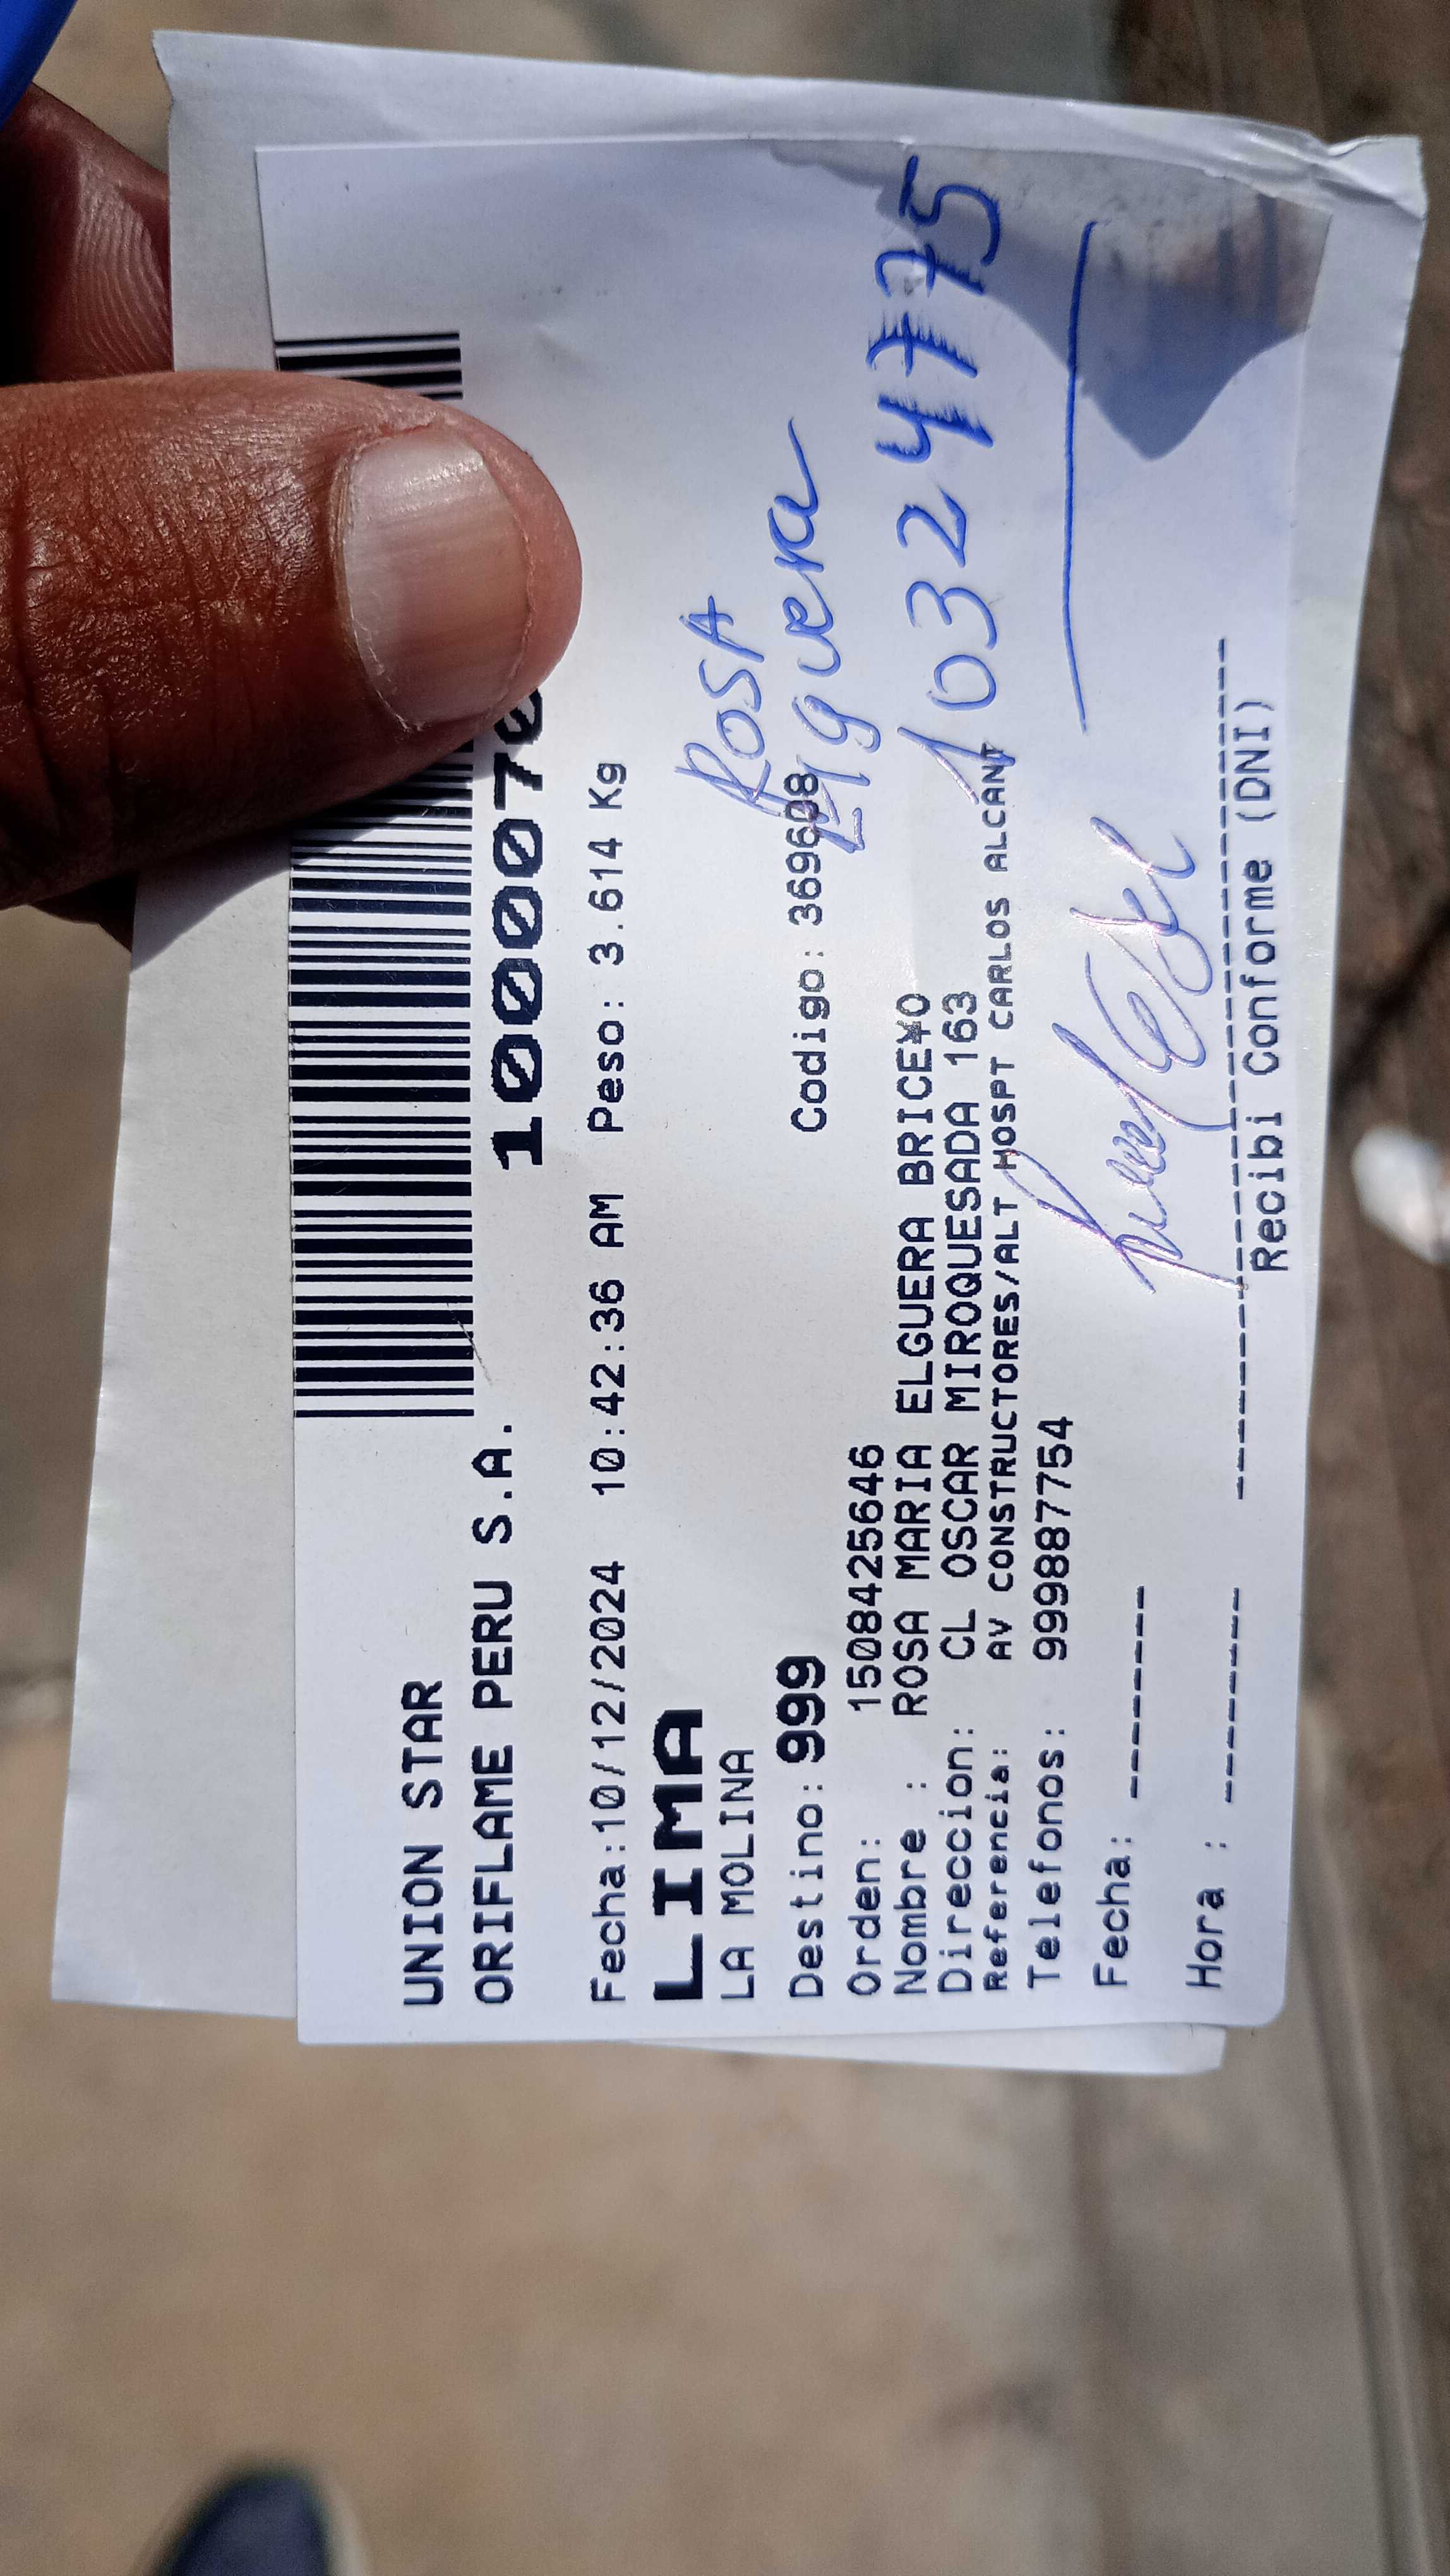 UNION STAR
ORIFLAME PERU S.A.
100007
Fecha:10/12/2024 10:42:36 AM Peso: 3.614 Kg
LIMA
LA MOLINA
Rosa
Elguera
Destino: 999 Codigo: 369608
10324775
Orden: 1508425646
Nombre : ROSA MARIA ELGUERA BRICE¥O
Direccion: CL OSCAR MIROQUESADA 163
Referencia: AV CONSTRUCTORES/ALT HOSPT CARLOS ALCANT
Telefonos: 999887754
Fecha: -------
Hora : -------
Recibi Conforme (DNI)